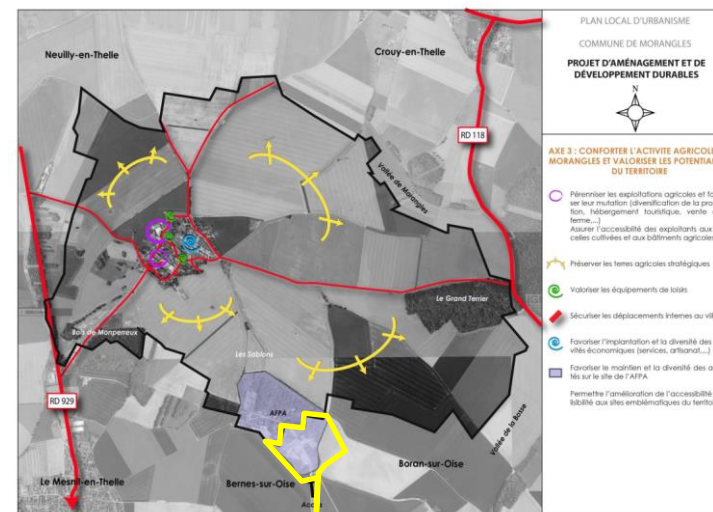 PLAN LOCAL D'URBANISME
COMMUNE DE MORANGLES
PROJET D'AMÉNAGEMENT ET DE
DÉVELOPPEMENT DURABLES
N
AXE 3 : CONFORTER L'ACTIVITE AGRICOLE
MORANGLES ET VALORISER LES POTENTIA
DU TERRITOIRE
Pérenniser les exploitations agricoles et fa
ser leur mutation (diversification de la pro
tion, hébergement touristique, vente
ferme,...)
Assurer l'accessibilité des exploitants aux
celles cultivées et aux bâtiments agricoles
Préserver les terres agricoles stratégiques
Valoriser les équipements de loisirs
Sécuriser les déplacements internes au vil
Favoriser l'implantation et la diversité des
vités économiques (services, artisanat,...)
Favoriser le maintien et la diversité des a
tés sur le site de l'AFPA
Permettre l'amélioration de l'accessibilité
lisibilité aux sites emblématiques du territo
Neuilly-en-Thelle
Crouy-en-Thelle
RD 118
Vallée de Morangles
Le Grand Terrier
Bois de Monperreux
Les Sablons
RD 929
AFPA
Vallée de la Bosse
Boran-sur-Oise
Le Mesnil-en-Thelle
Bernes-sur-Oise